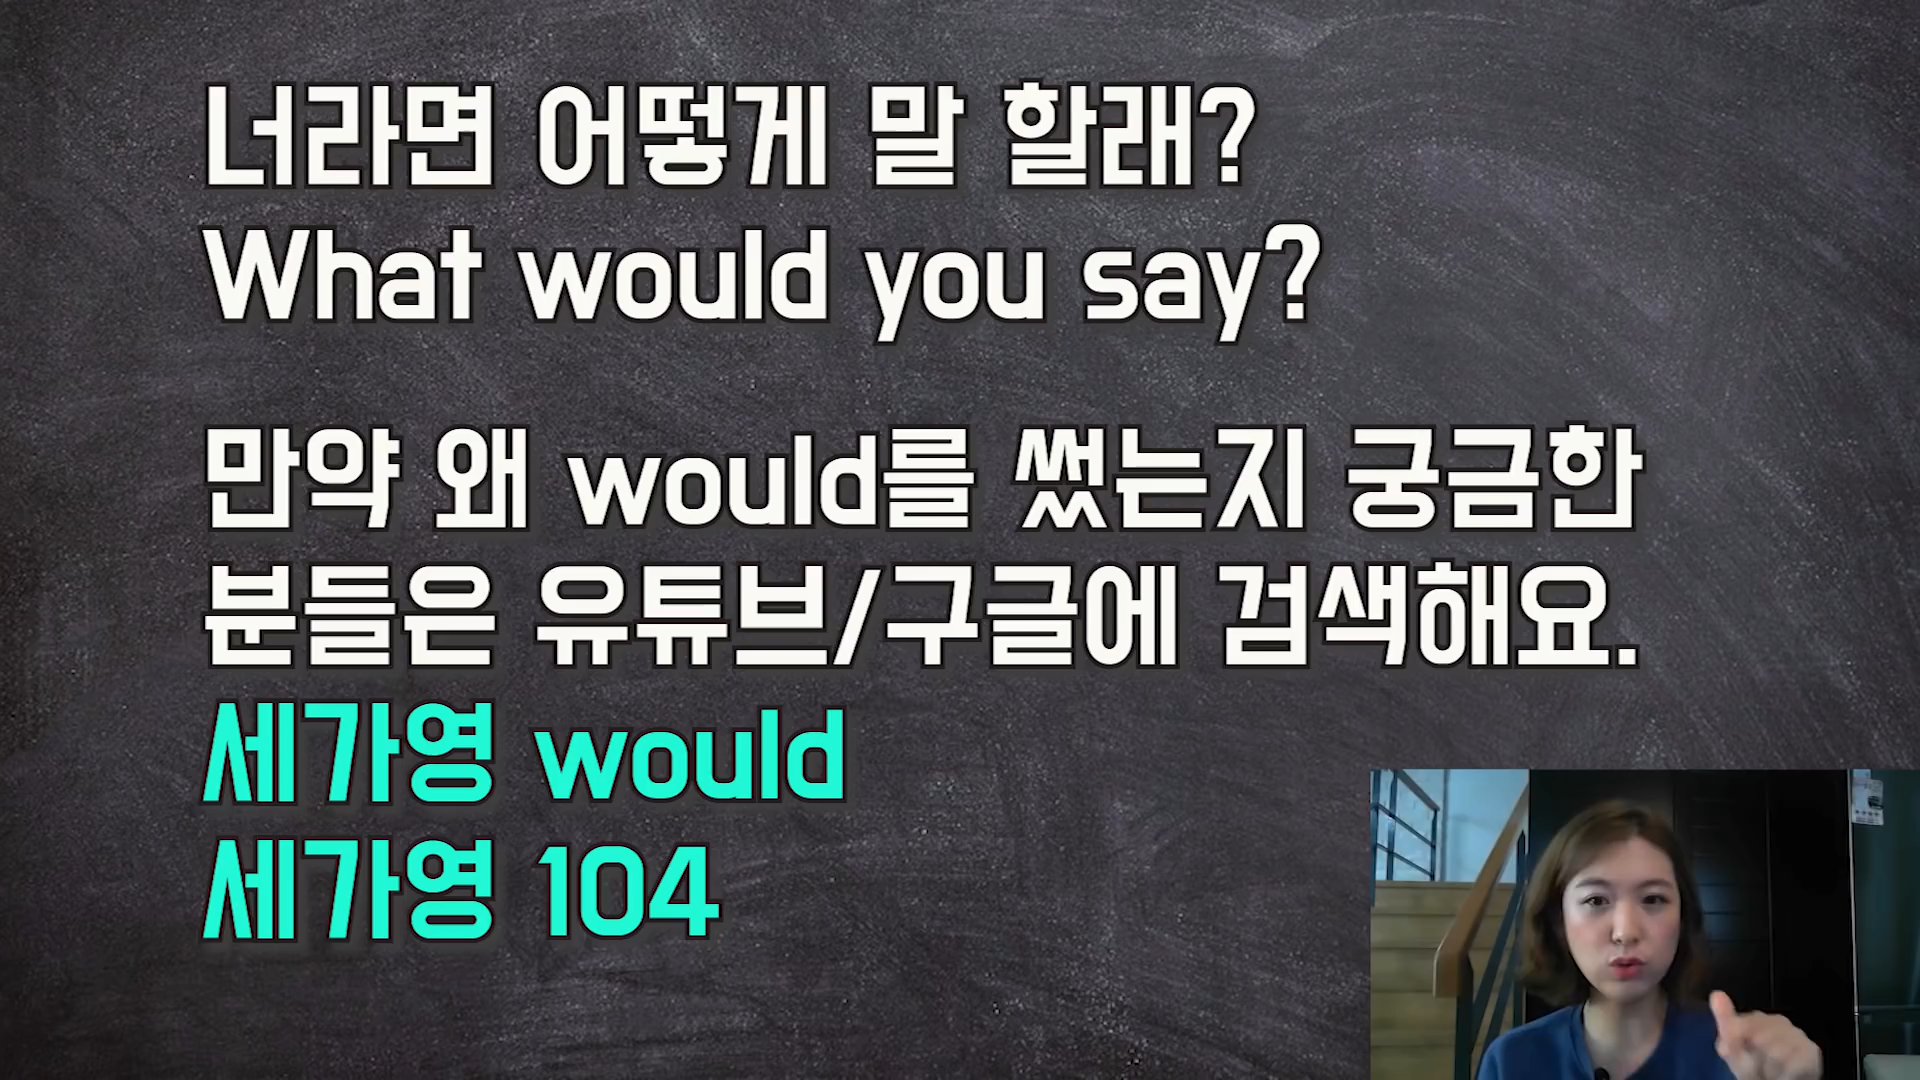 너라면 어떻게 말 할래?
What would you say?
만약 왜 would를 썼는지 궁금한
분들은 유튜브/구글에 검색해요.
세가영 would
세가영 104